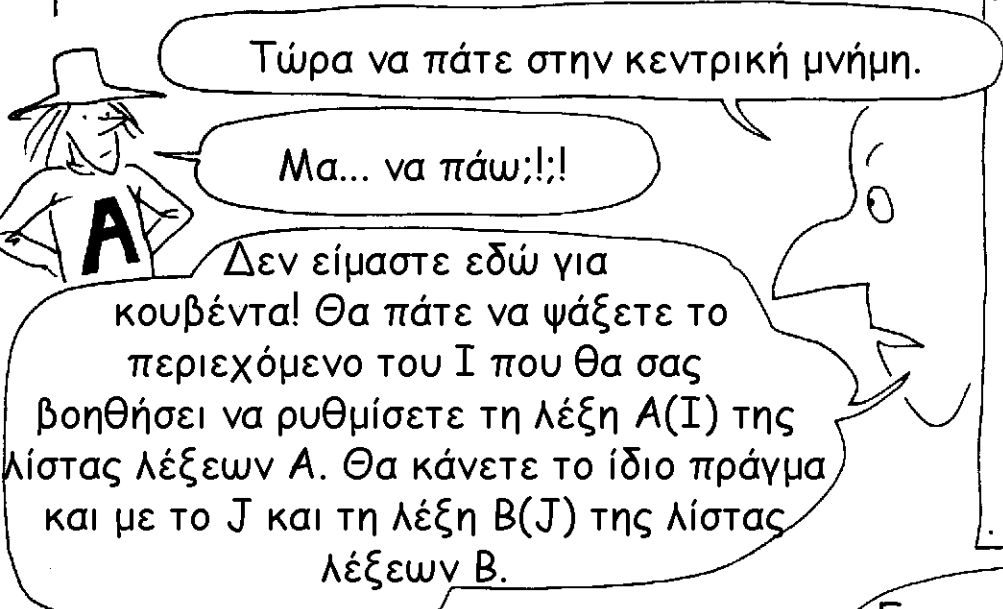 Τώρα να πάτε στην κεντρική μνήμη.
Μα... να πάω;!;!
A
Δεν είμαστε εδώ για
κουβέντα! Θα πάτε να ψάξετε το
περιεχόμενο του I που θα σας
βοηθήσει να ρυθμίσετε τη λέξη A(I) της
λίστας λέξεων A. Θα κάνετε το ίδιο πράγμα
και με το J και τη λέξη B(J) της λίστας
λέξεων B.